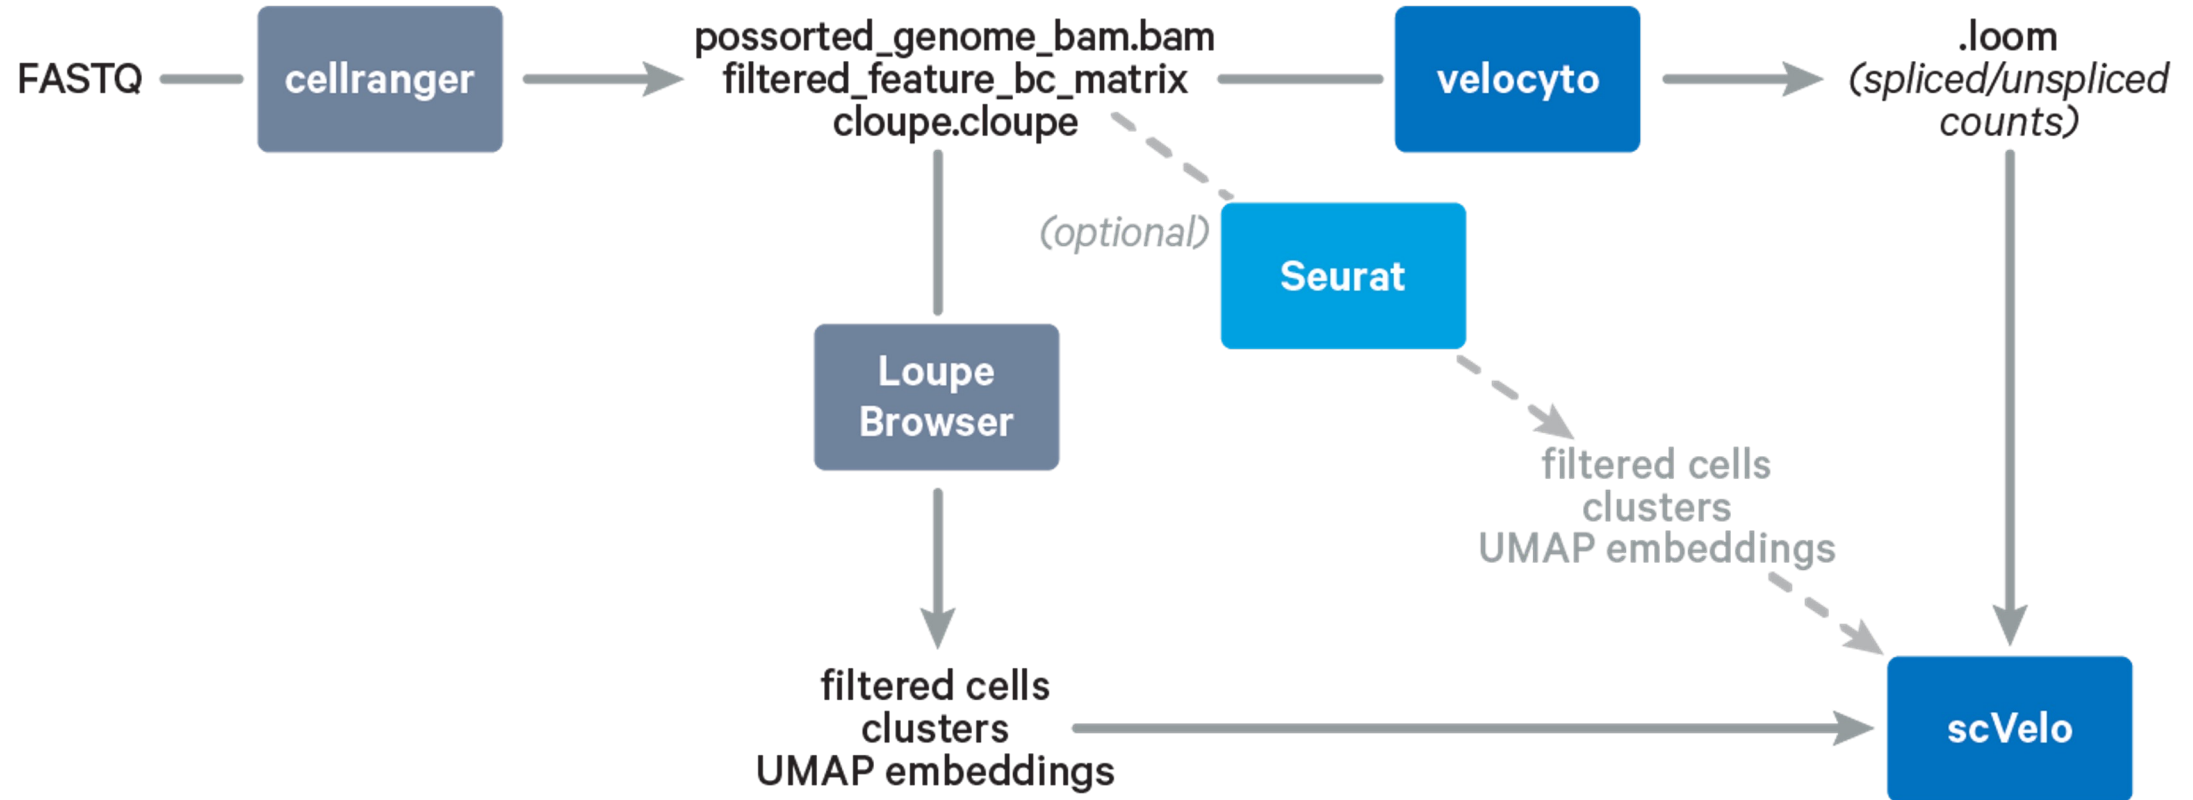 FASTQ
cellranger
possorted_genome_bam.bam
filtered_feature_bc_matrix
cloupe.cloupe
velocyto
.loom
(spliced/unspliced
counts)
(optional)
Seurat
Loupe
Browser
filtered cells
clusters
UMAP embeddings
filtered cells
clusters
UMAP embeddings
scVelo